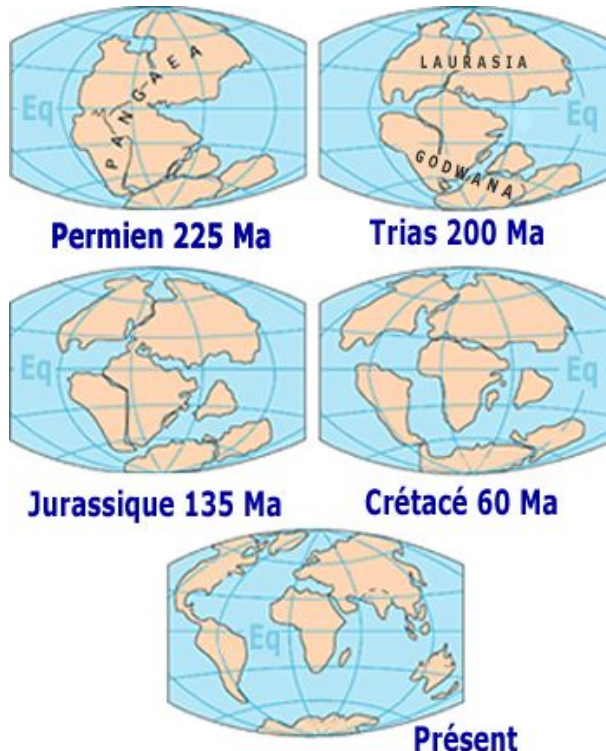 PANGAEA
Eq
Permien 225 Ma
LAURASIA
Eq
GODWANA
Trias 200 Ma
Eq
Jurassique 135 Ma
Eq
Crétacé 60 Ma
Eq
Présent